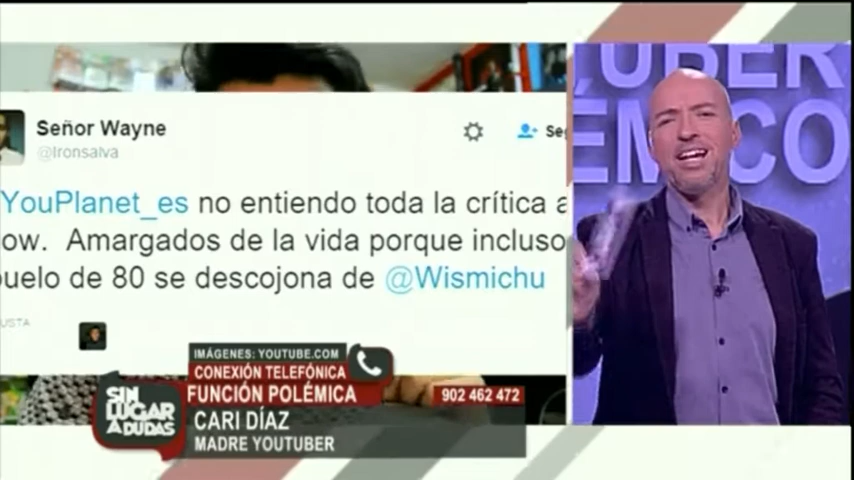 UBER
ÉMICO
Señor Wayne
@Ironsalva
YouPlanet_es no entiendo toda la crítica a
ow. Amargados de la vida porque incluso
uelo de 80 se descojona de @Wismichu
USTA
IMÁGENES: YOUTUBE.COM
CONEXIÓN TELEFÓNICA
FUNCIÓN POLÉMICA
902 462 472
CARI DÍAZ
MADRE YOUTUBER
SIN
LUGAR
A DUDAS